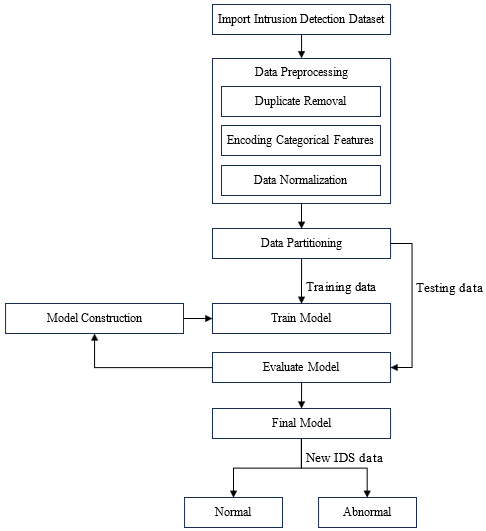 Import Intrusion Detection Dataset
Data Preprocessing
Duplicate Removal
Encoding Categorical Features
Data Normalization
Data Partitioning
Training data
Testing data
Model Construction
Train Model
Evaluate Model
Final Model
New IDS data
Normal
Abnormal